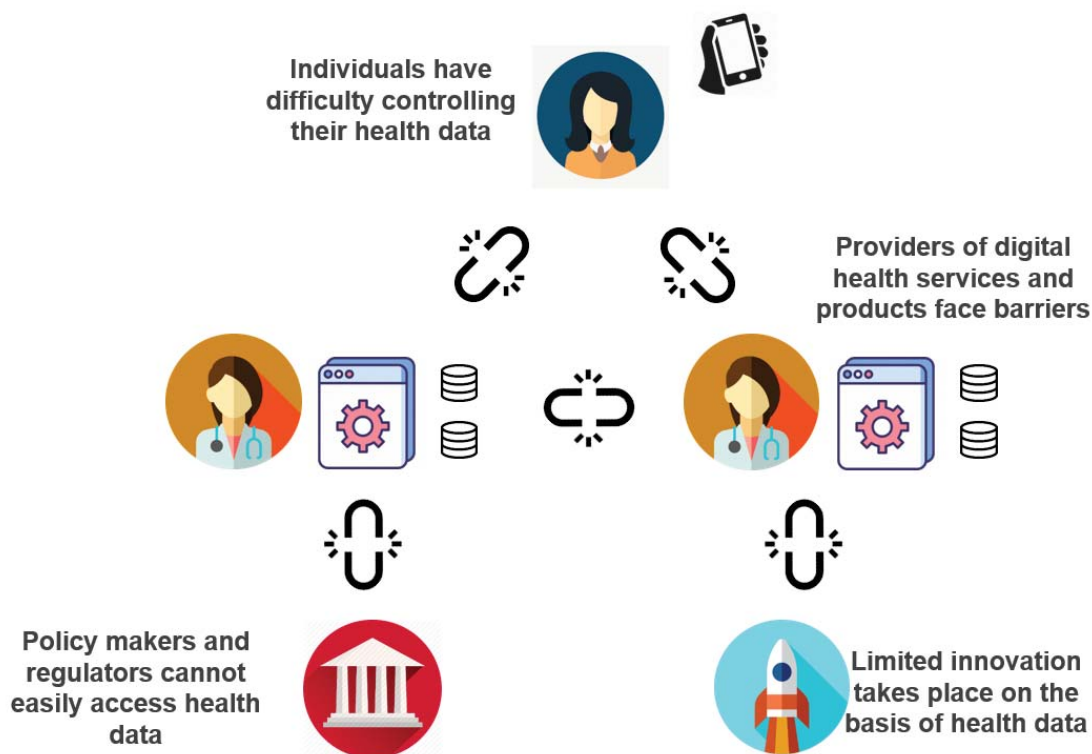 Individuals have
difficulty controlling
their health data
Providers of digital
health services and
products face barriers
Policy makers and
regulators cannot
easily access health
data
Limited innovation
takes place on the
basis of health data